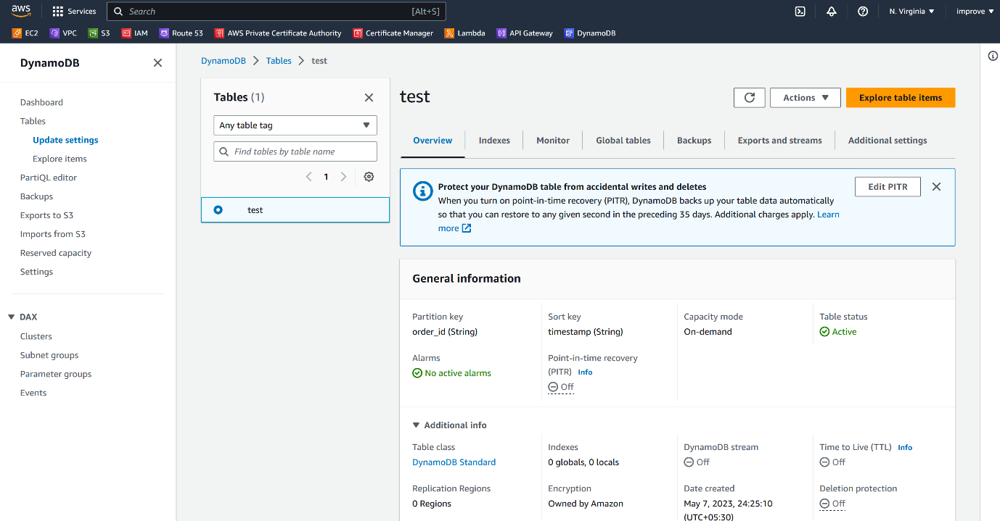 aws
Services
Search
[Alt+S]
N. Virginia
improve
EC2
VPC
S3
IAM
Route 53
AWS Private Certificate Authority
Certificate Manager
Lambda
API Gateway
DynamoDB
DynamoDB
Dashboard
Tables
Update settings
Explore items
PartiQL editor
Backups
Exports to S3
Imports from S3
Reserved capacity
Settings
DAX
Clusters
Subnet groups
Parameter groups
Events
DynamoDB
Tables
test
Tables (1)
Any table tag
Find tables by table name
1
test
test
Actions
Explore table items
Overview
Indexes
Monitor
Global tables
Backups
Exports and streams
Additional settings
Protect your DynamoDB table from accidental writes and deletes
When you turn on point-in-time recovery (PITR), DynamoDB backs up your table data automatically
so that you can restore to any given second in the preceding 35 days. Additional charges apply. Learn
more
Edit PITR
General information
Partition key
order_id (String)
Sort key
timestamp (String)
Capacity mode
On-demand
Table status
Active
Alarms
No active alarms
Point-in-time recovery
(PITR) Info
Off
Additional info
Table class
DynamoDB Standard
Indexes
0 globals, 0 locals
DynamoDB stream
Off
Time to Live (TTL) Info
Off
Replication Regions
0 Regions
Encryption
Owned by Amazon
Date created
May 7, 2023, 24:25:10
(UTC+05:30)
Deletion protection
Off